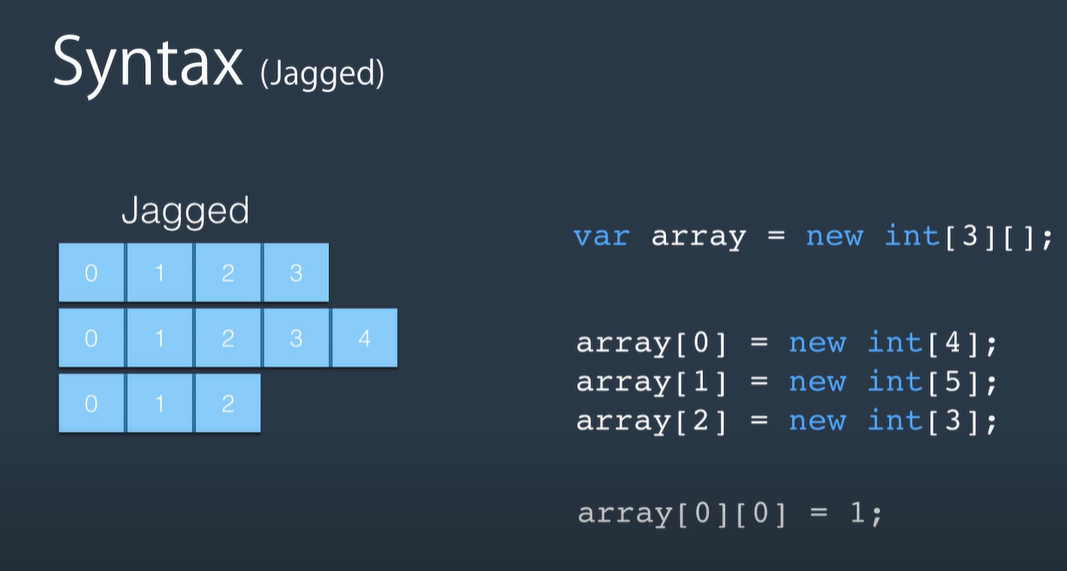 Syntax (Jagged)
Jagged
0 1 2 3
0 1 2 3 4
0 1 2
var array = new int[3][];
array[0] = new int[4];
array[1] = new int[5];
array[2] = new int[3];
array[0][0] = 1;